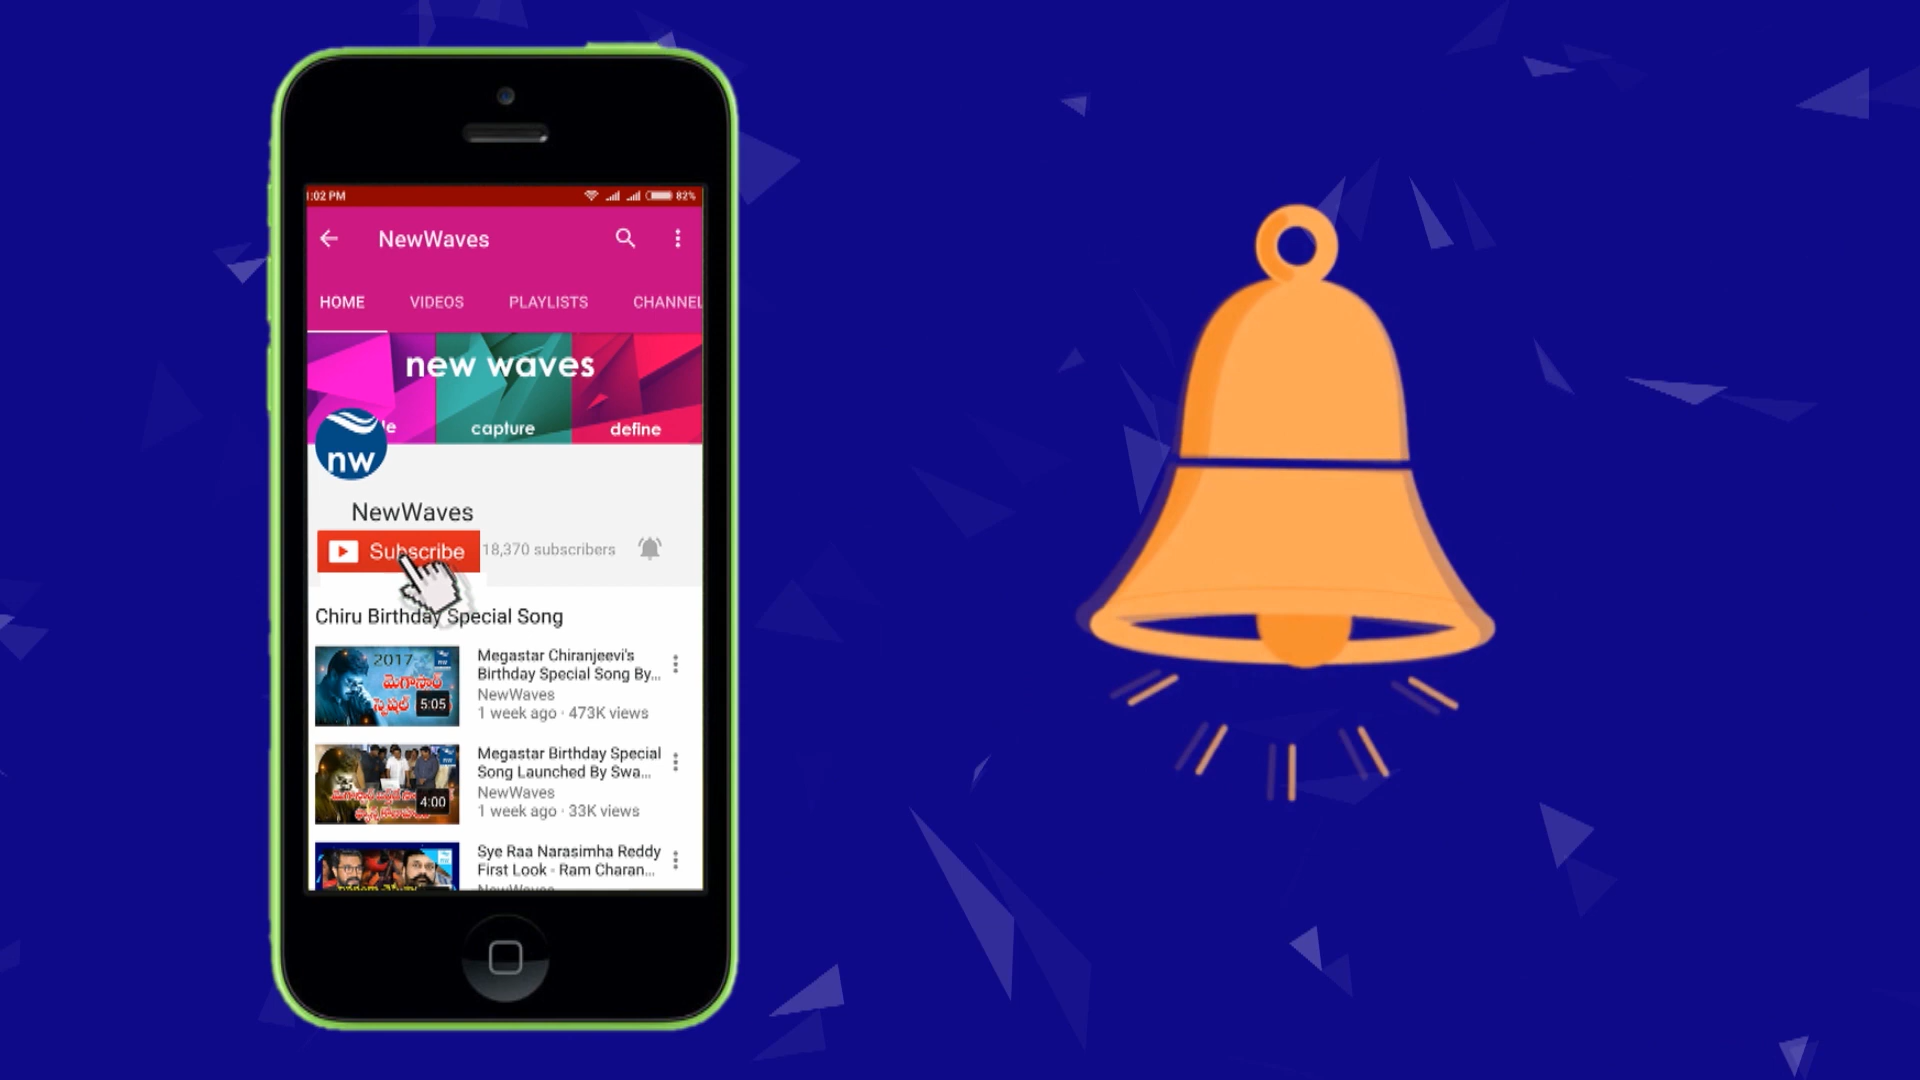 1:02 PM
82%
NewWaves
HOME VIDEOS PLAYLISTS CHANNEL
new waves
capture
define
nw
NewWaves
Subscribe
18,370 subscribers
Chiru Birthday Special Song
2017
మెగాస్టార్
స్పెషల్
5:05
Megastar Chiranjeevi's
Birthday Special Song By...
NewWaves
1 week ago · 473K views
4:00
Megastar Birthday Special
Song Launched By Swa...
NewWaves
1 week ago · 33K views
Sye Raa Narasimha Reddy
First Look - Ram Charan...
NewWaves